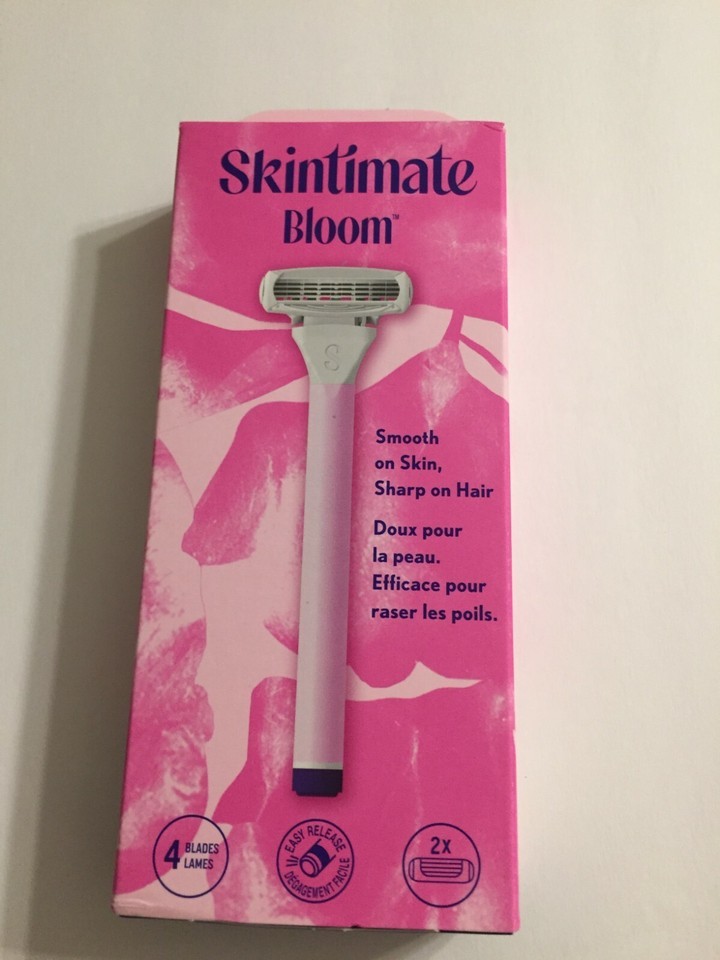 Skintimate
Bloom™
S
Smooth
on Skin,
Sharp on Hair
Doux pour
la peau.
Efficace pour
raser les poils.
4 BLADES
LAMES
EASY RELEASE
DÉGAGEMENT FACILE
2X